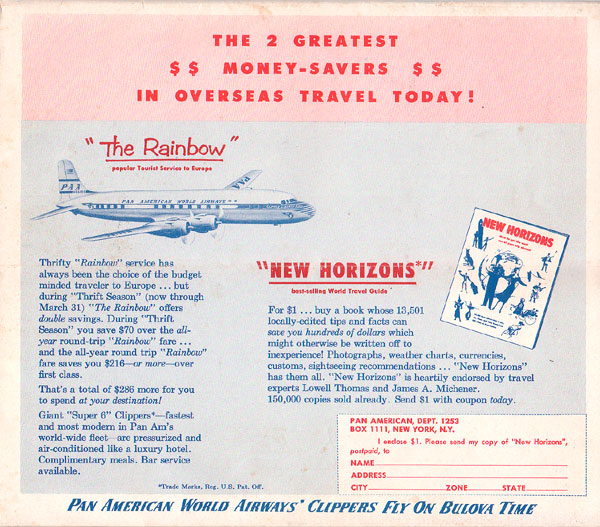 THE 2 GREATEST
$$ MONEY-SAVERS $$
IN OVERSEAS TRAVEL TODAY!
"The Rainbow"
popular Tourist Service to Europe
PAA
PAN AMERICAN WORLD AIRWAYS
Thrifty "Rainbow" service has
always been the choice of the budget
minded traveler to Europe ... but
during "Thrift Season" (now through
March 31) "The Rainbow" offers
double savings. During "Thrift
Season" you save $70 over the all-
year round-trip "Rainbow" fare ...
and the all-year round trip "Rainbow"
fare saves you $216—or more—over
first class.
That's a total of $286 more for you
to spend at your destination!
Giant "Super 6" Clippers*—fastest
and most modern in Pan Am's
world-wide fleet—are pressurized and
air-conditioned like a luxury hotel.
Complimentary meals. Bar service
available.
NEW HORIZONS
"NEW HORIZONS*"
best-selling World Travel Guide
For $1 ... buy a book whose 13,501
locally-edited tips and facts can
save you hundreds of dollars which
might otherwise be written off to
inexperience! Photographs, weather charts, currencies,
customs, sightseeing recommendations ... "New Horizons"
has them all. "New Horizons" is heartily endorsed by travel
experts Lowell Thomas and James A. Michener.
150,000 copies sold already. Send $1 with coupon today.
PAN AMERICAN, DEPT. 1253
BOX 1111, NEW YORK, N.Y.
I enclose $1. Please send my copy of "New Horizons",
postpaid, to
NAME
ADDRESS
CITY ZONE STATE
*Trade Marks, Reg. U.S. Pat. Off.
PAN AMERICAN WORLD AIRWAYS' CLIPPERS FLY ON BULOVA TIME